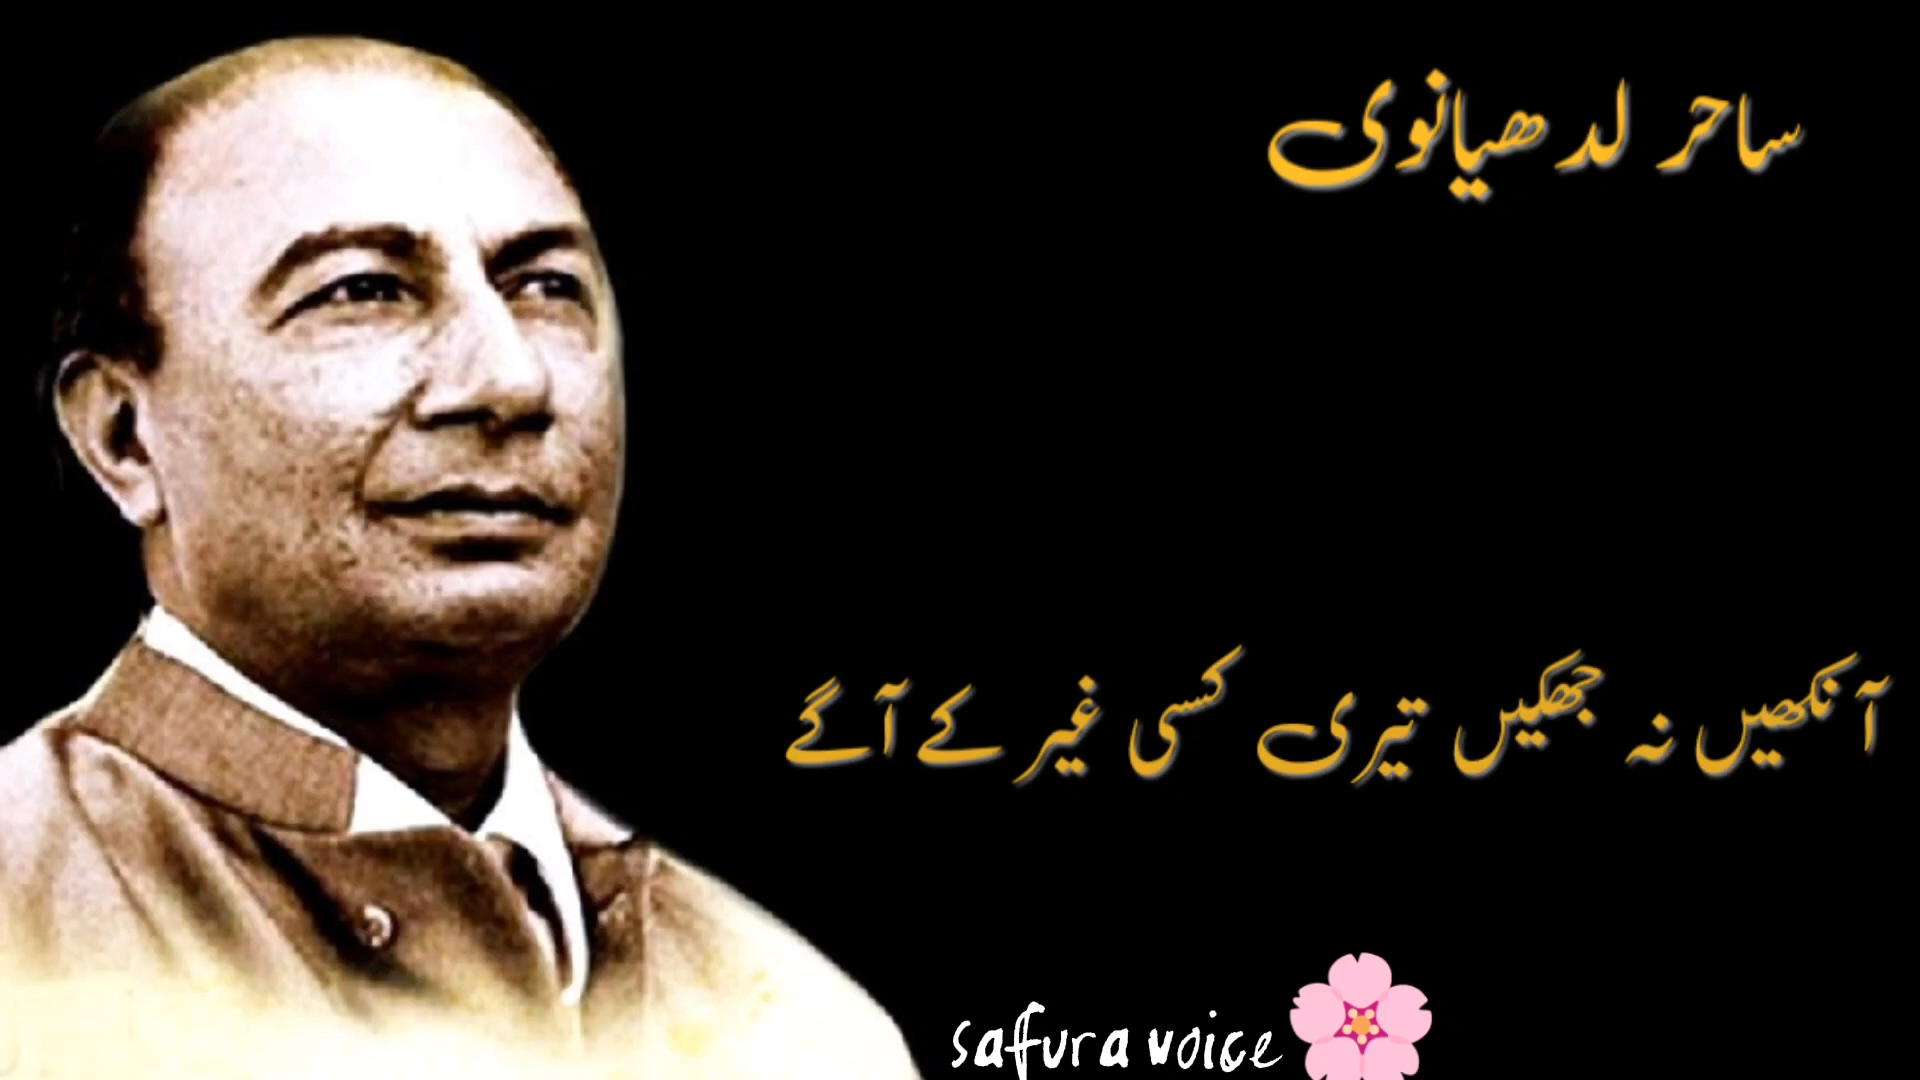 ساحر لدھیانوی
آنکھیں نہ جھکیں تیری کسی غیر کے آگے
safura voice